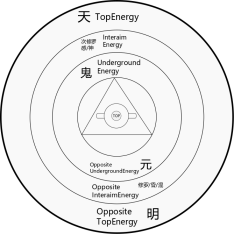 天 TopEnergy
Interaim
Energy
鬼
Underground
Energy
TOP
元
Opposite
UndergroundEnergy
Opposite
InteraimEnergy
Opposite
TopEnergy
明